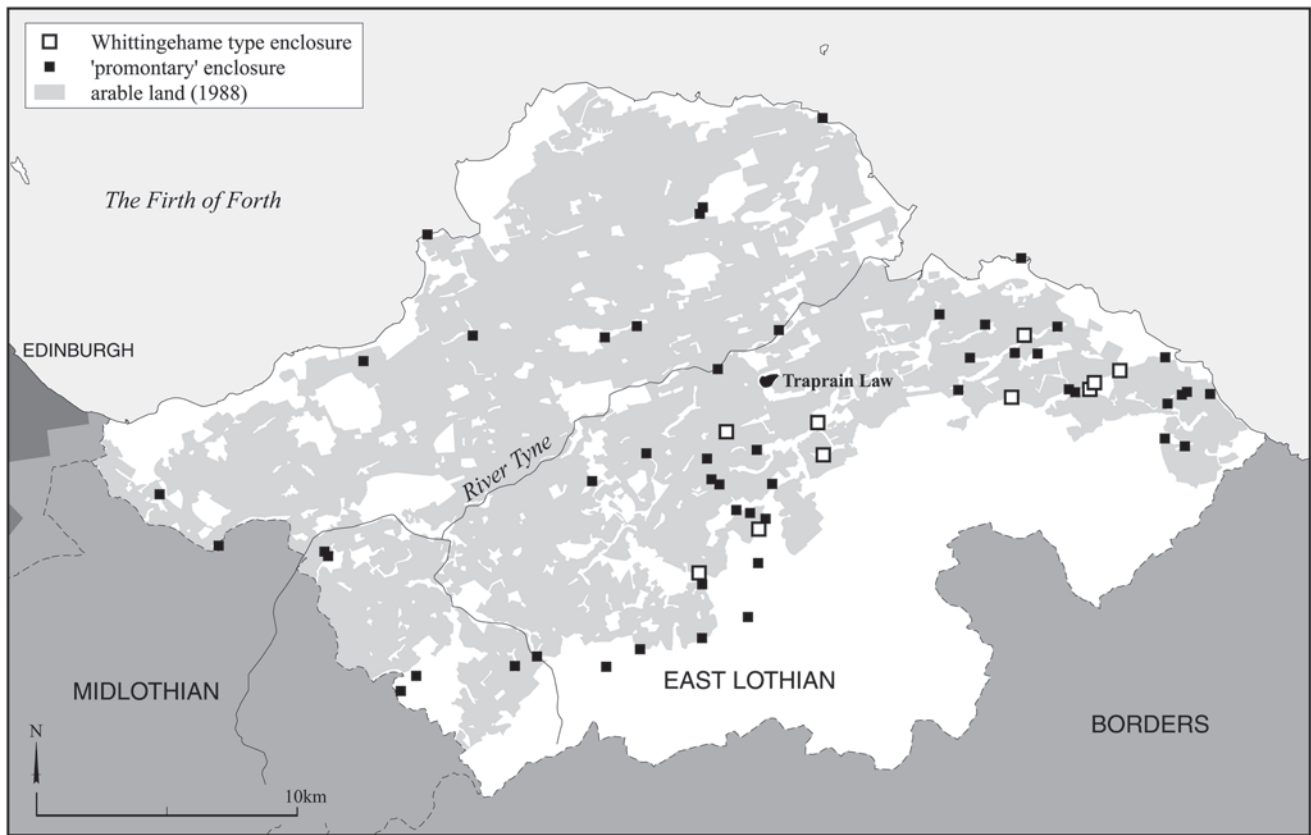 Whittingehame type enclosure
'promontary' enclosure
arable land (1988)
The Firth of Forth
EDINBURGH
Traprain Law
River Tyne
MIDLOTHIAN
EAST LOTHIAN
BORDERS
N
10km